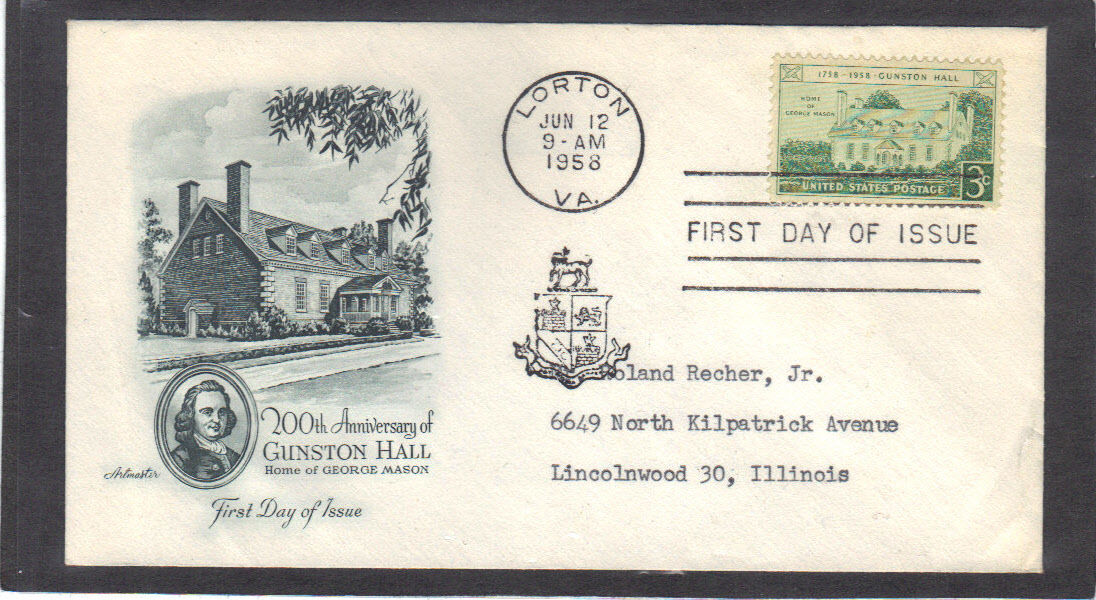 LORTON
JUN 12
9-AM
1958
VA.
1758-1958-GUNSTON HALL
HOME
OF
GEORGE MASON
UNITED STATES POSTAGE
3¢
FIRST DAY OF ISSUE
Recher, Jr.
6649 North Kilpatrick Avenue
Lincolnwood 30, Illinois
200th Anniversary of
GUNSTON HALL
Home of GEORGE MASON
Artmaster
First Day of Issue